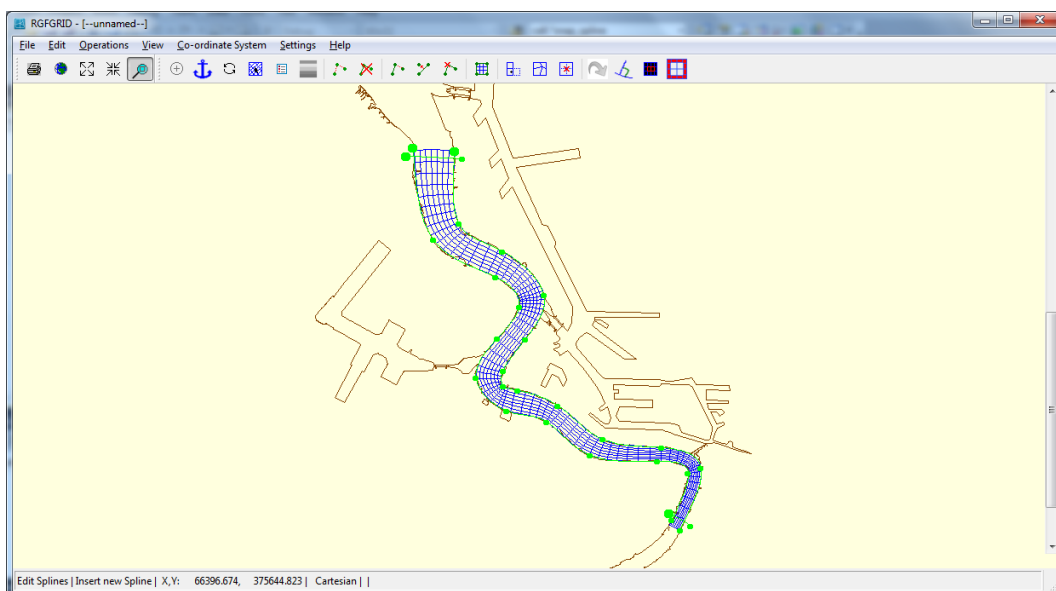 RGFGRID - [--unnamed--]
File Edit Operations View Co-ordinate System Settings Help
Edit Splines | Insert new Spline | X,Y: 66396.674, 375644.823 | Cartesian | |